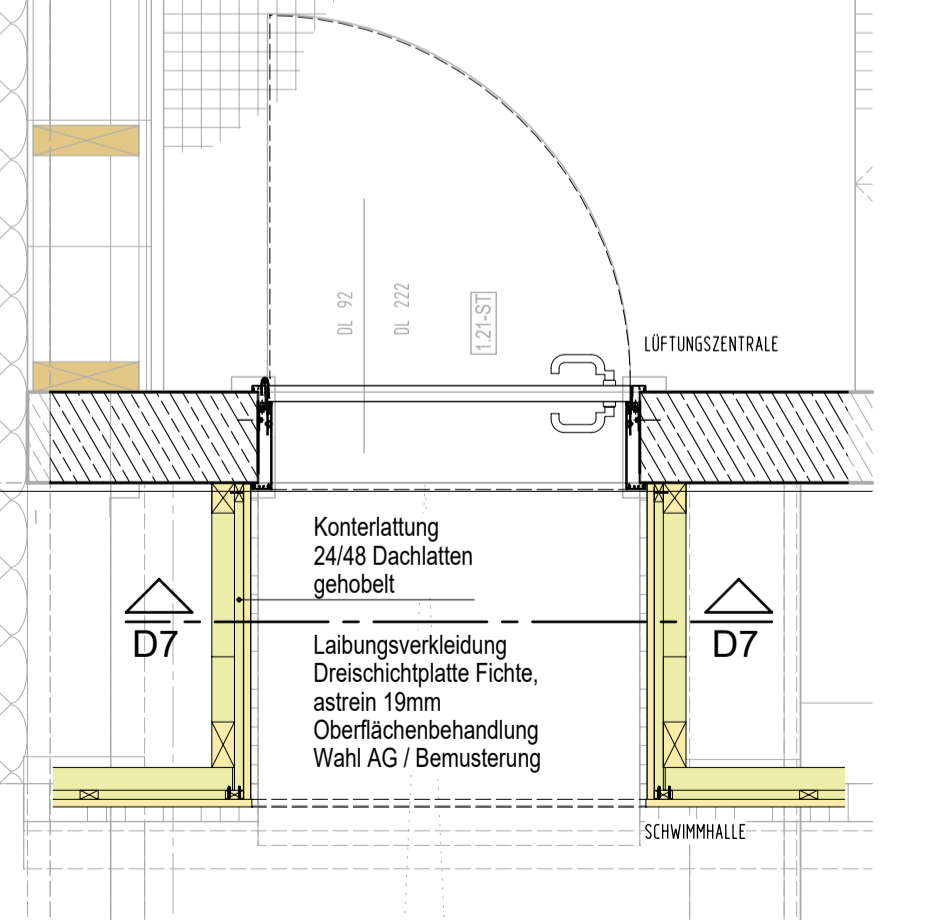 DL 92
DL 222
1.21-ST
LÜFTUNGSZENTRALE
Konterlattung
24/48 Dachlatten
gehobelt
D7
D7
Laibungsverkleidung
Dreischichtplatte Fichte,
astrein 19mm
Oberflächenbehandlung
Wahl AG / Bemusterung
SCHWIMMHALLE